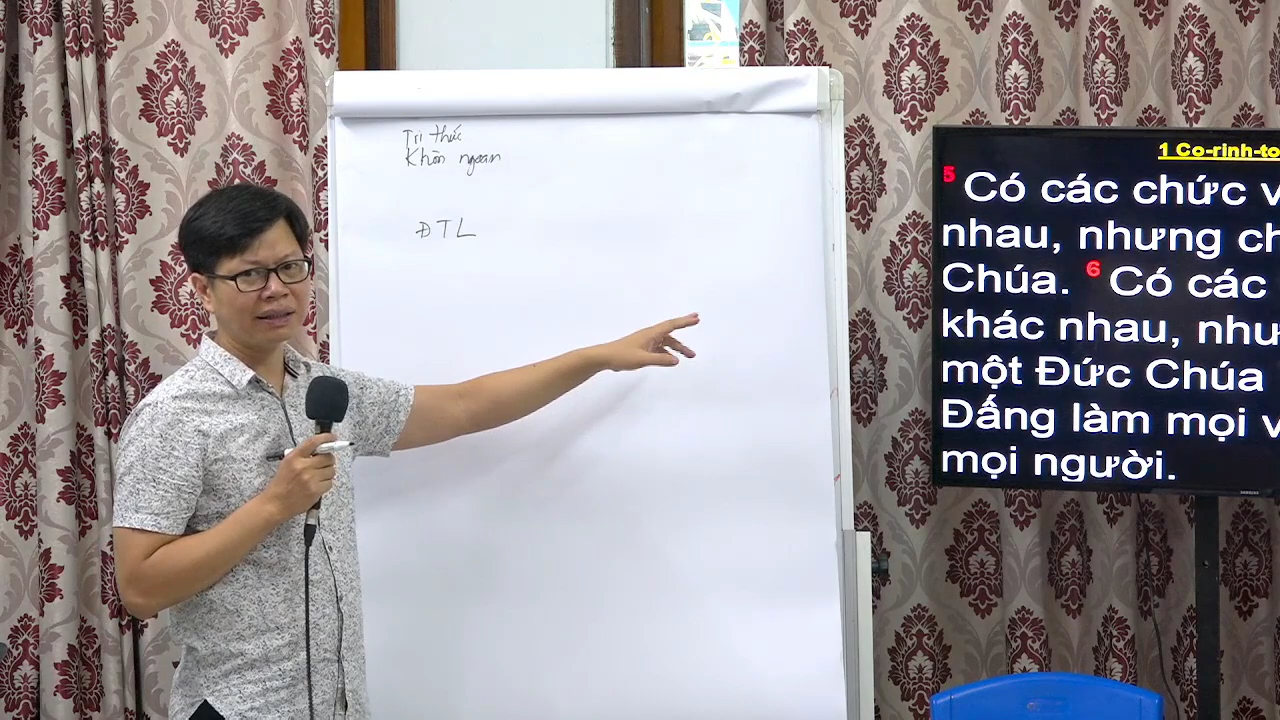 Tri thức
Khôn ngoan
ĐTL
1 Co-rinh-to
5 Có các chức v
nhau, nhưng ch
Chúa. 6 Có các
khác nhau, như
một Đức Chúa
Đấng làm mọi v
mọi người.
SAMSUNG